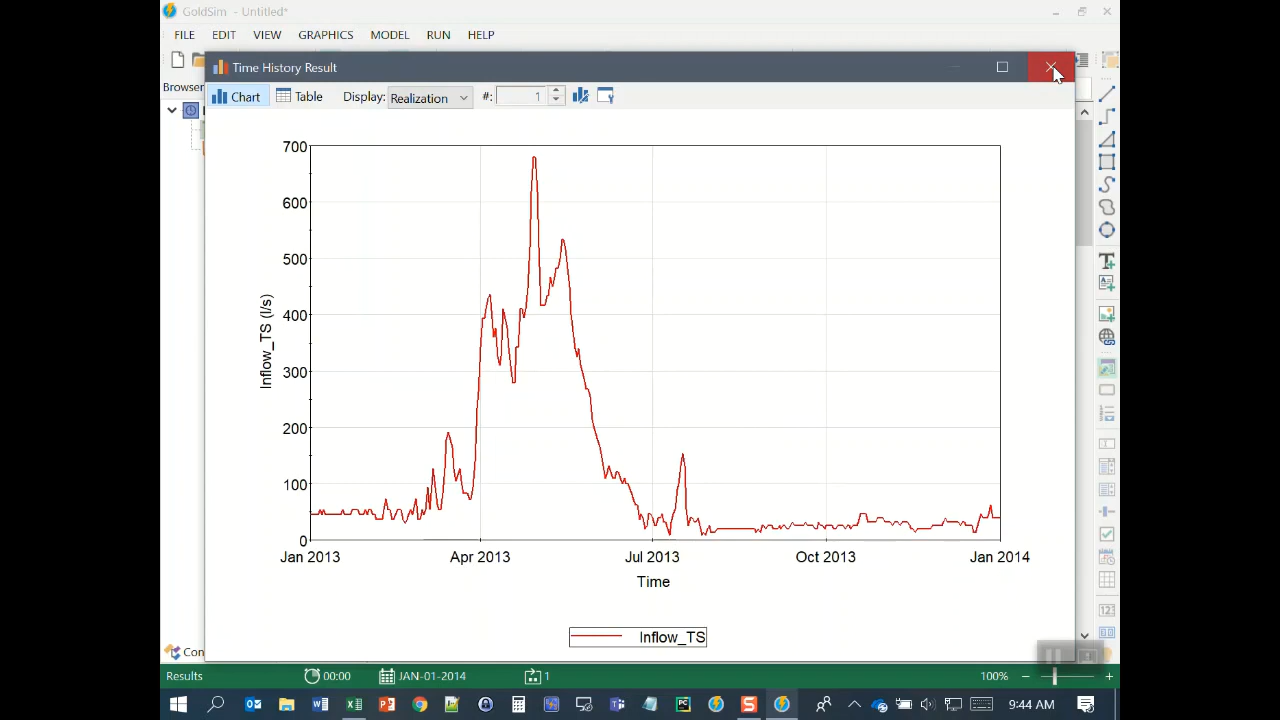 GoldSim - Untitled*
FILE EDIT VIEW GRAPHICS MODEL RUN HELP
Browser
Time History Result
Chart Table Display: Realization #: 1
700
600
500
400
300
200
100
0
Inflow_TS (l/s)
Jan 2013 Apr 2013 Jul 2013 Oct 2013 Jan 2014
Time
Inflow_TS
Con
Results 00:00 JAN-01-2014 1 100%
9:44 AM